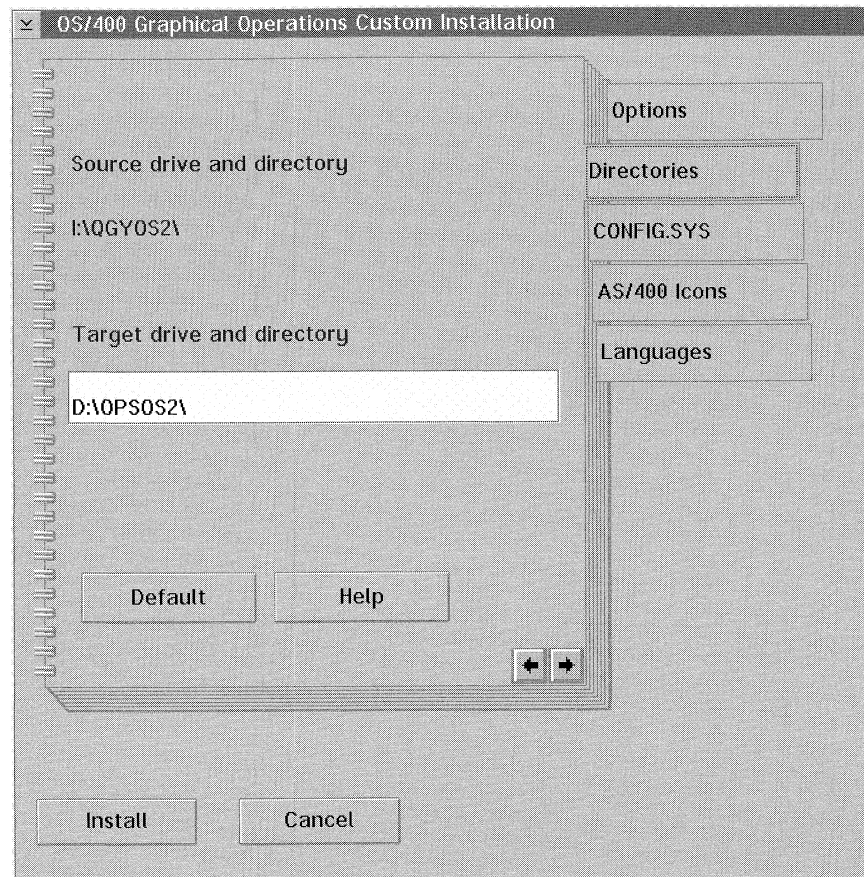 OS/400 Graphical Operations Custom Installation
Options
Source drive and directory
Directories
I:\QGYOS2\
CONFIG.SYS
AS/400 Icons
Target drive and directory
Languages
D:\OPSOS2\
Default
Help
Install
Cancel